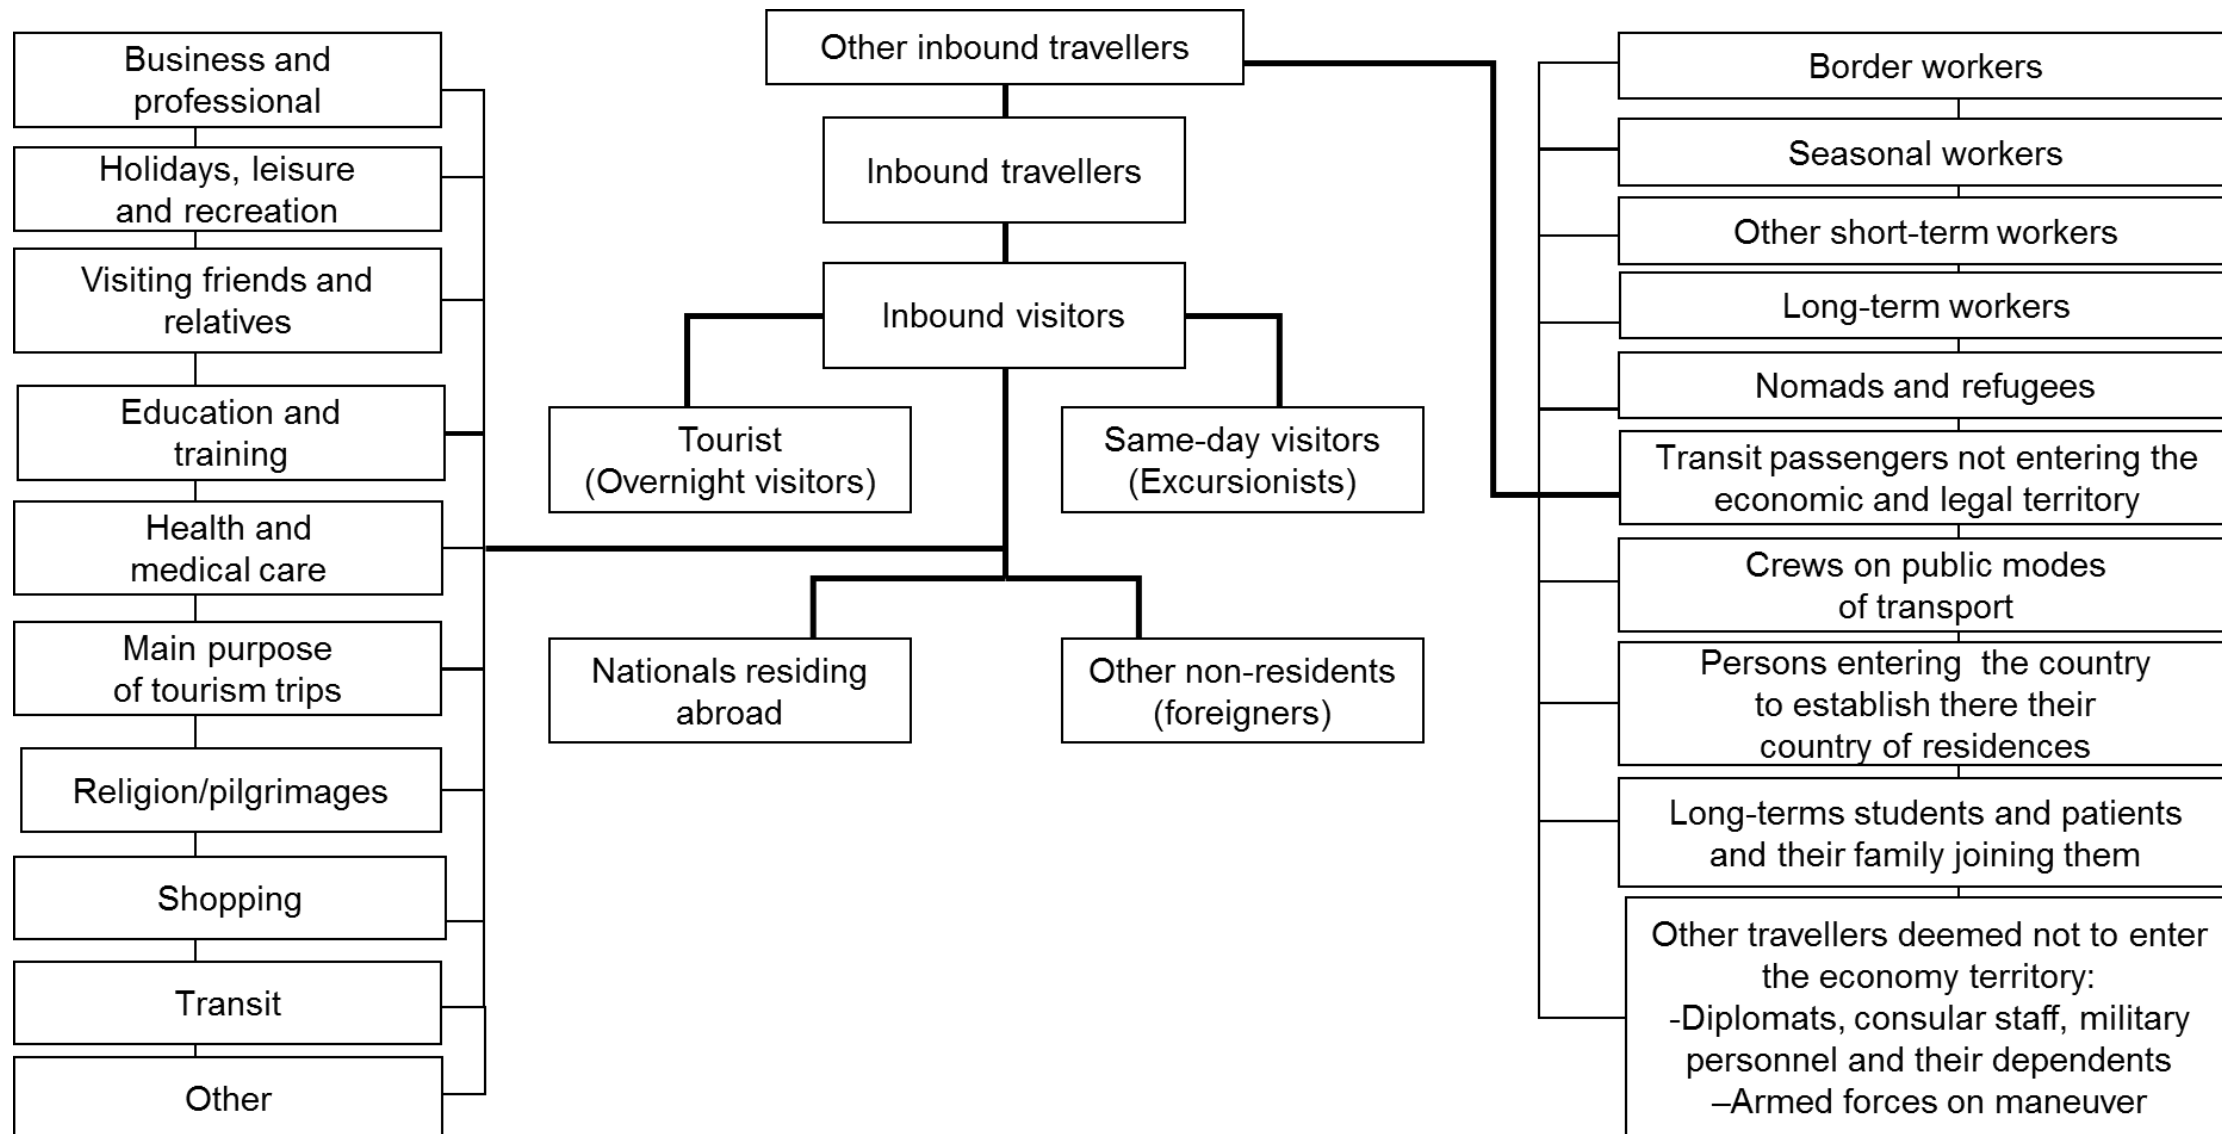 Business and
professional
Holidays, leisure
and recreation
Visiting friends and
relatives
Education and
training
Health and
medical care
Main purpose
of tourism trips
Religion/pilgrimages
Shopping
Transit
Other
Other inbound travellers
Inbound travellers
Inbound visitors
Tourist
(Overnight visitors)
Same-day visitors
(Excursionists)
Nationals residing
abroad
Other non-residents
(foreigners)
Border workers
Seasonal workers
Other short-term workers
Long-term workers
Nomads and refugees
Transit passengers not entering the
economic and legal territory
Crews on public modes
of transport
Persons entering  the country
to establish there their
country of residences
Long-terms students and patients
and their family joining them
Other travellers deemed not to enter
the economy territory:
-Diplomats, consular staff, military
personnel and their dependents
–Armed forces on maneuver